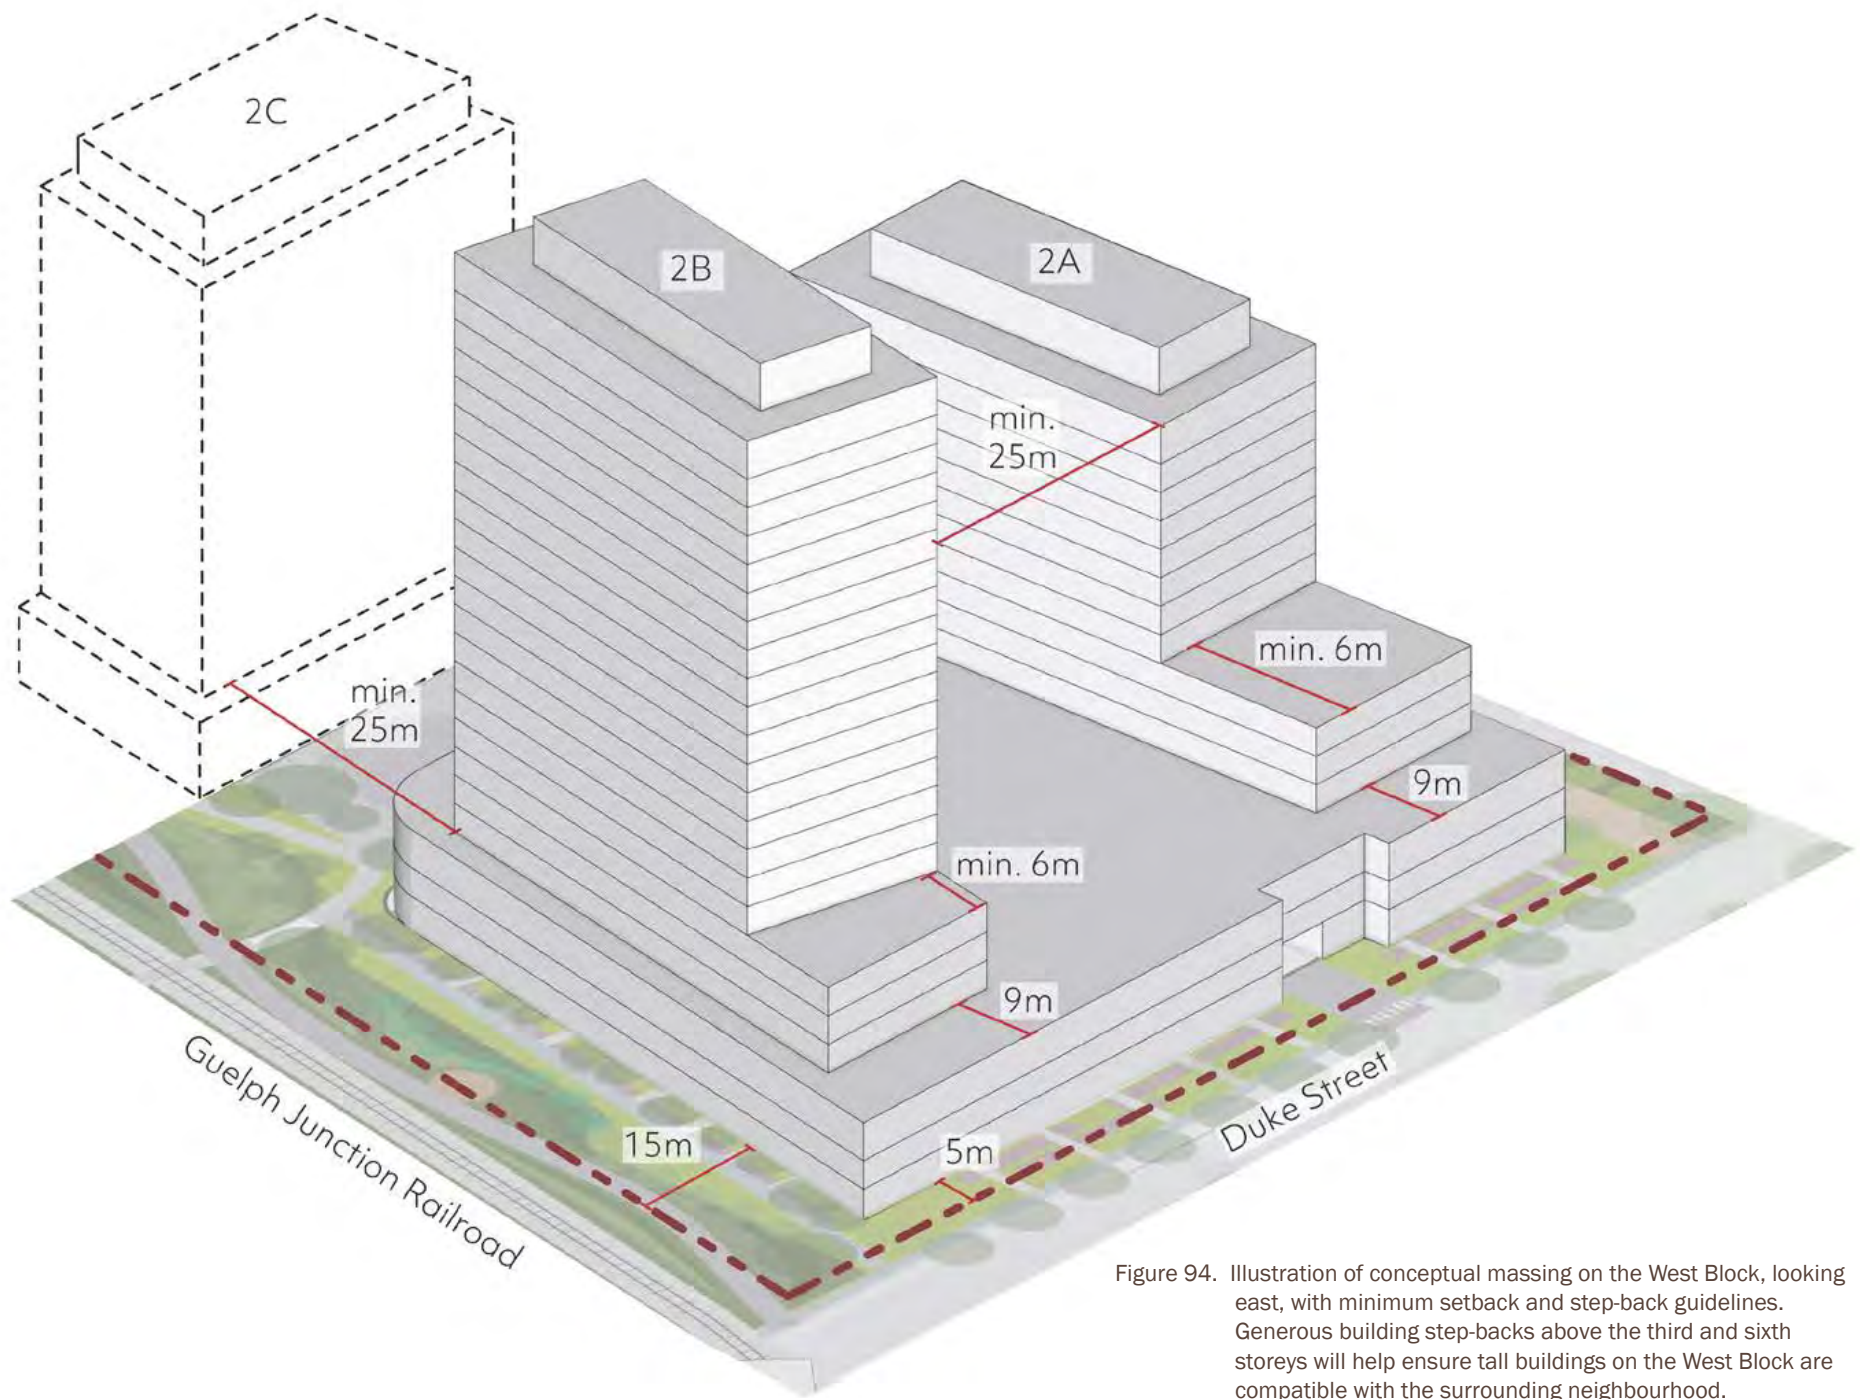 2C
2B
2A
min.
25m
min. 6m
min.
25m
9m
min. 6m
9m
15m
5m
Guelph Junction Railroad
Duke Street
Figure 94. Illustration of conceptual massing on the West Block, looking
east, with minimum setback and step-back guidelines.
Generous building step-backs above the third and sixth
storeys will help ensure tall buildings on the West Block are
compatible with the surrounding neighbourhood.